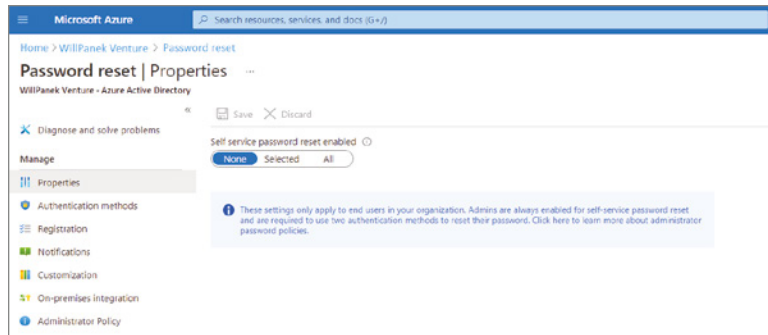 Microsoft Azure
Search resources, services, and docs (G+/)
Home > WillPanek Venture > Password reset
Password reset | Properties ...
WillPanek Venture - Azure Active Directory
«
Save Discard
Diagnose and solve problems
Self service password reset enabled
Manage
None Selected All
Properties
Authentication methods
These settings only apply to end users in your organization. Admins are always enabled for self-service password reset
and are required to use two authentication methods to reset their password. Click here to learn more about administrator
password policies.
Registration
Notifications
Customization
On-premises integration
Administrator Policy